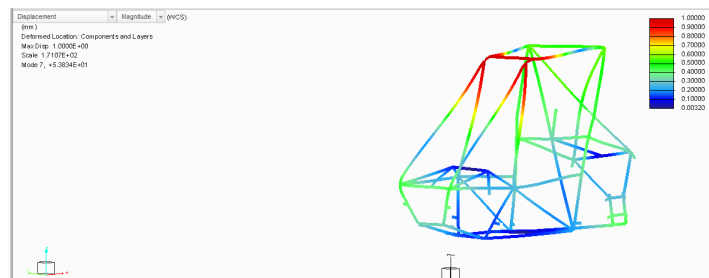 Displacement Magnitude (WCS)
(mm)
Deformed Location: Components and Layers
Max Disp 1.0000E+00
Scale 1.7107E+02
Mode 7, +5.3834E+01
1.00000
0.90000
0.80000
0.70000
0.60000
0.50000
0.40000
0.30000
0.20000
0.10000
0.00320